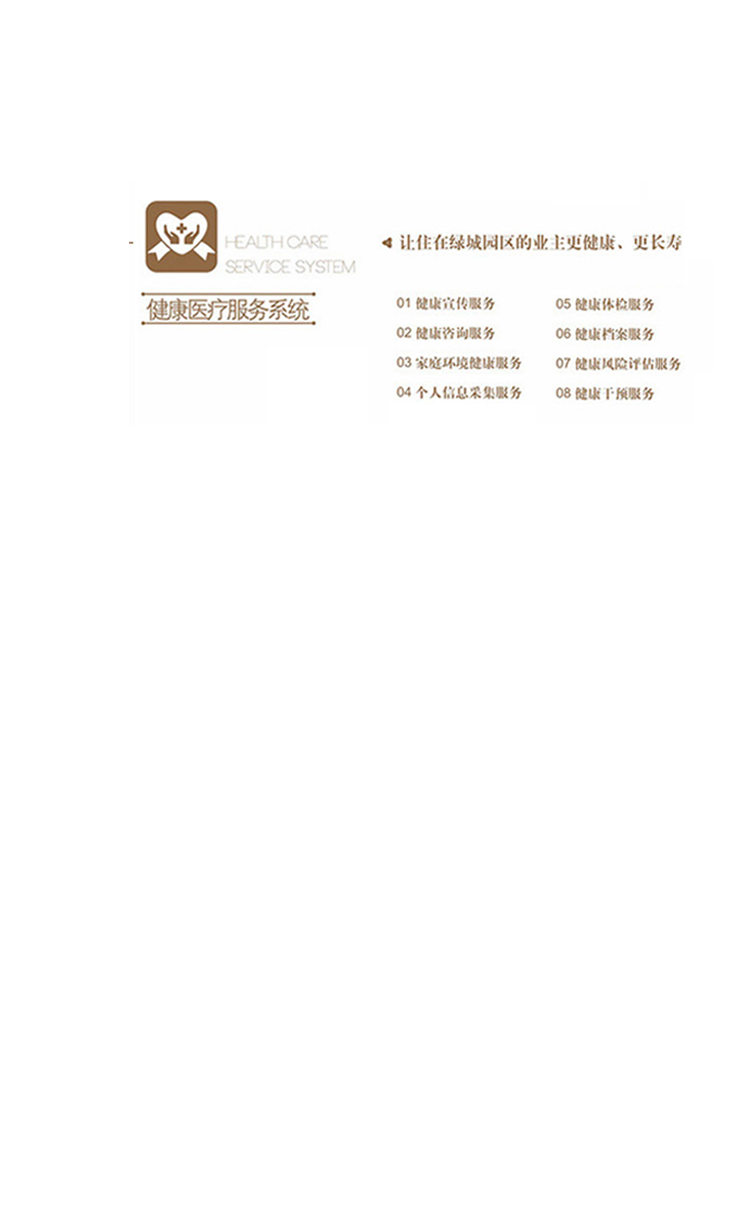 HEALTH CARE
SERVICE SYSTEM
健康医疗服务系统
让住在绿城园区的业主更健康、更长寿
01 健康宣传服务
02 健康咨询服务
03 家庭环境健康服务
04 个人信息采集服务
05 健康体检服务
06 健康档案服务
07 健康风险评估服务
08 健康干预服务